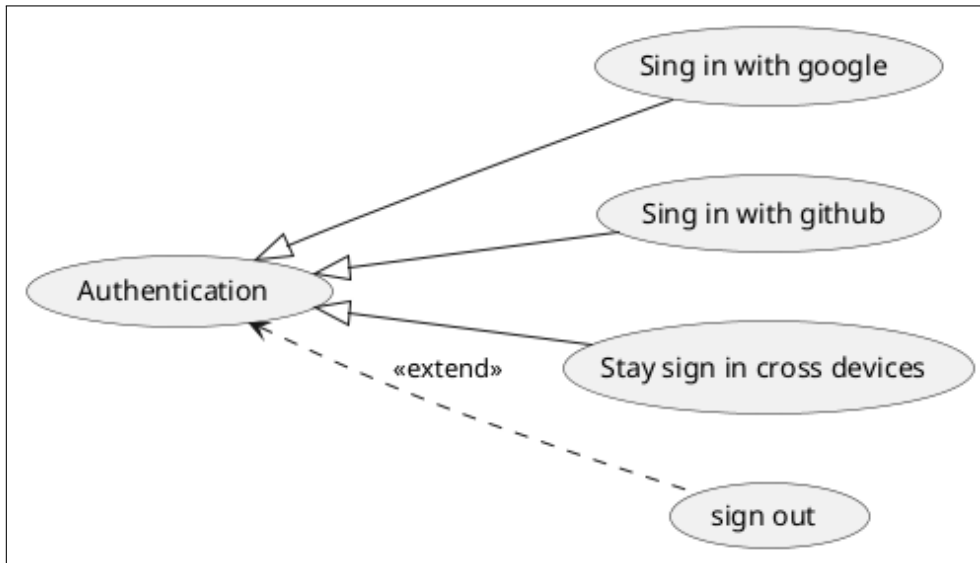 Sing in with google
Sing in with github
Authentication
Stay sign in cross devices
«extend»
sign out